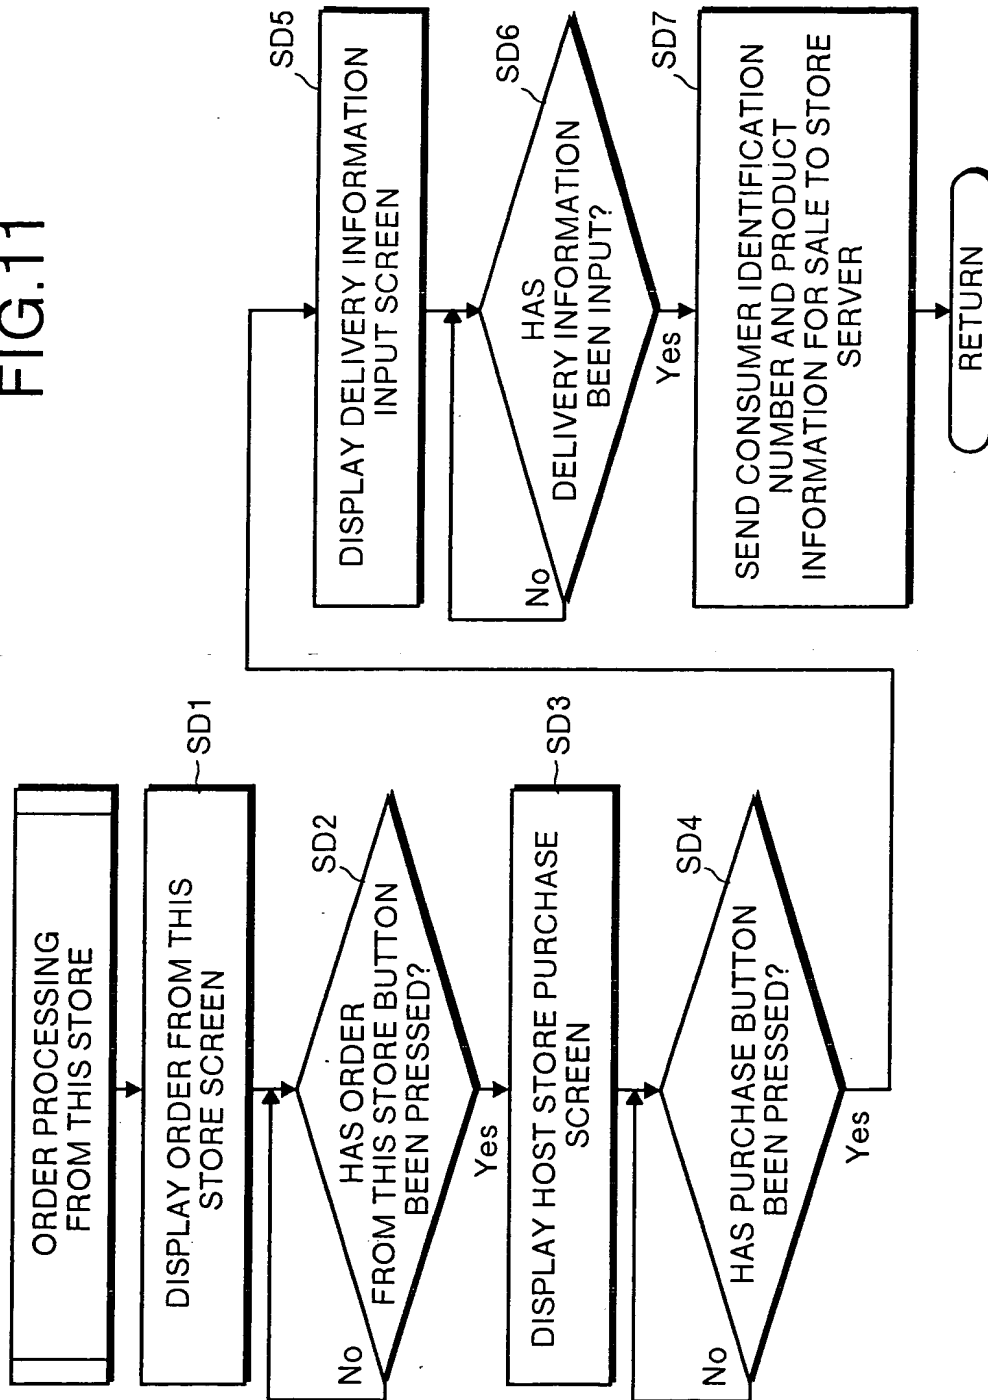 FIG.11
ORDER PROCESSING
FROM THIS STORE
DISPLAY ORDER FROM THIS
STORE SCREEN
SD1
HAS ORDER
FROM THIS STORE BUTTON
BEEN PRESSED?
SD2
No
Yes
DISPLAY HOST STORE PURCHASE
SCREEN
SD3
HAS PURCHASE BUTTON
BEEN PRESSED?
SD4
No
Yes
DISPLAY DELIVERY INFORMATION
INPUT SCREEN
SD5
HAS
DELIVERY INFORMATION
BEEN INPUT?
SD6
No
Yes
SEND CONSUMER IDENTIFICATION
NUMBER AND PRODUCT
INFORMATION FOR SALE TO STORE
SERVER
SD7
RETURN